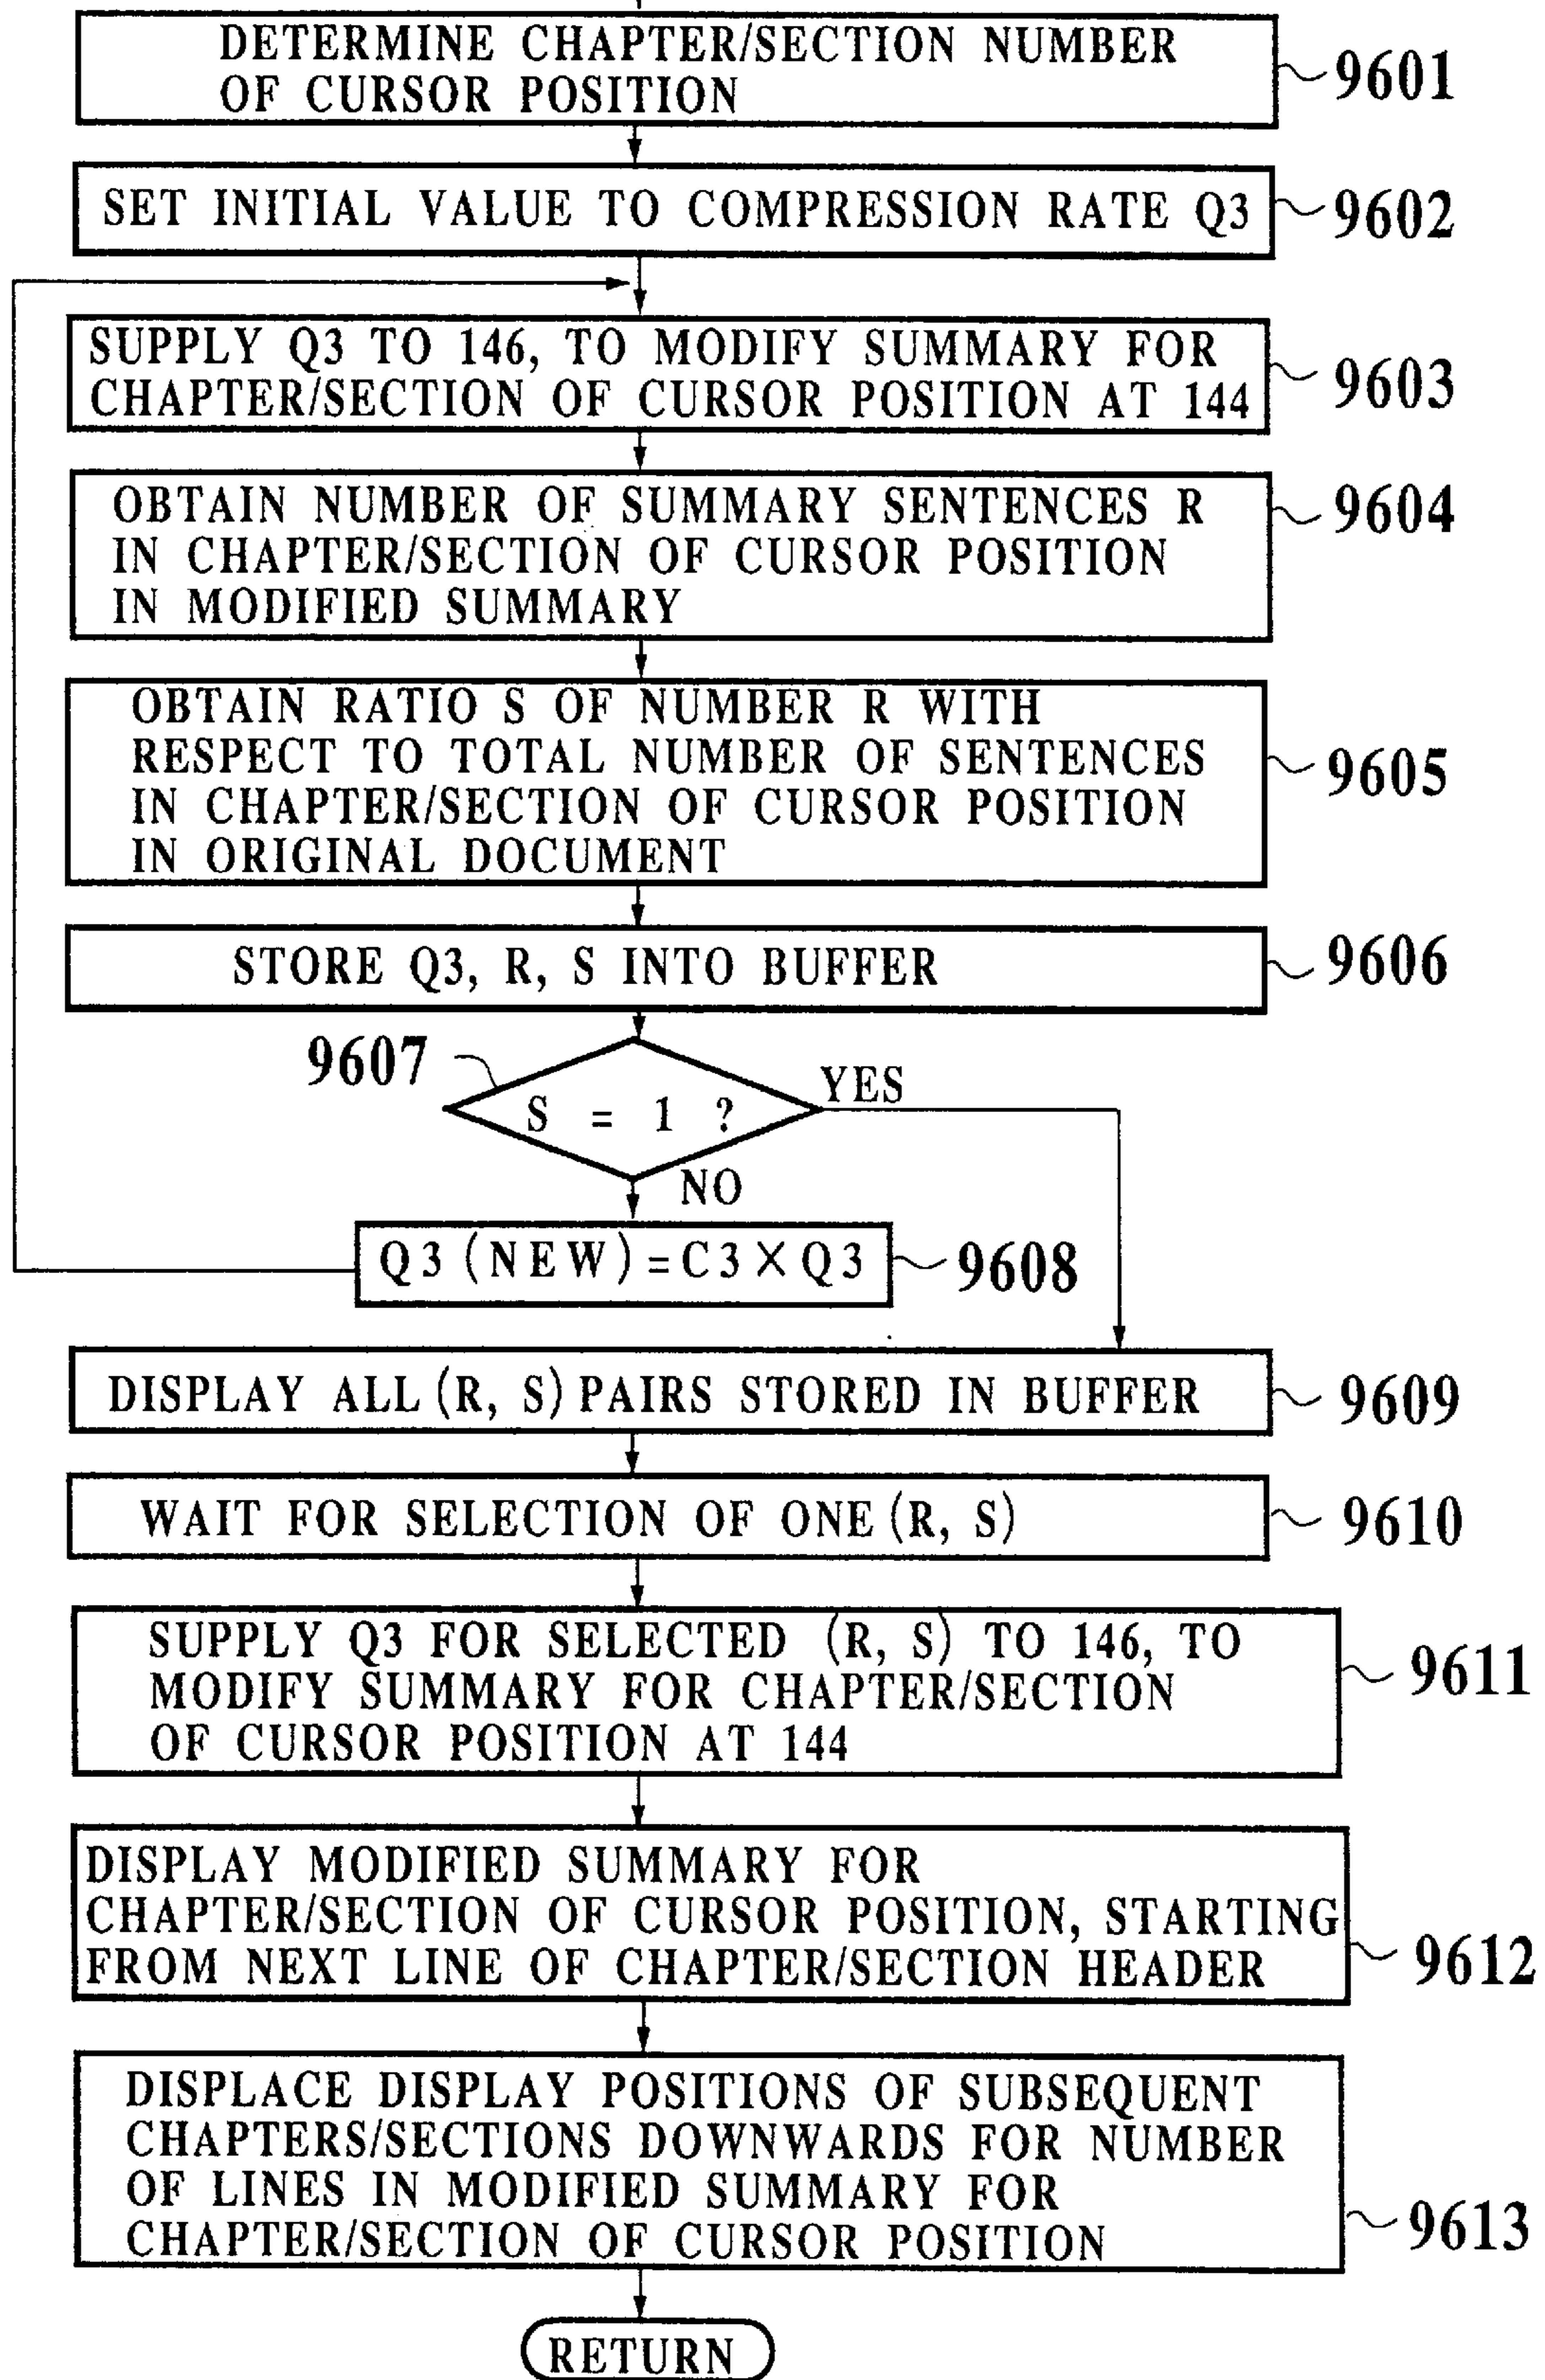 DETERMINE CHAPTER/SECTION NUMBER
OF CURSOR POSITION
9601
SET INITIAL VALUE TO COMPRESSION RATE Q3
9602
SUPPLY Q3 TO 146, TO MODIFY SUMMARY FOR
CHAPTER/SECTION OF CURSOR POSITION AT 144
9603
OBTAIN NUMBER OF SUMMARY SENTENCES R
IN CHAPTER/SECTION OF CURSOR POSITION
IN MODIFIED SUMMARY
9604
OBTAIN RATIO S OF NUMBER R WITH
RESPECT TO TOTAL NUMBER OF SENTENCES
IN CHAPTER/SECTION OF CURSOR POSITION
IN ORIGINAL DOCUMENT
9605
STORE Q3, R, S INTO BUFFER
9606
9607
S = 1 ?
YES
NO
Q3 (NEW) = C3 × Q3
9608
DISPLAY ALL (R, S) PAIRS STORED IN BUFFER
9609
WAIT FOR SELECTION OF ONE (R, S)
9610
SUPPLY Q3 FOR SELECTED (R, S) TO 146, TO
MODIFY SUMMARY FOR CHAPTER/SECTION
OF CURSOR POSITION AT 144
9611
DISPLAY MODIFIED SUMMARY FOR
CHAPTER/SECTION OF CURSOR POSITION, STARTING
FROM NEXT LINE OF CHAPTER/SECTION HEADER
9612
DISPLACE DISPLAY POSITIONS OF SUBSEQUENT
CHAPTERS/SECTIONS DOWNWARDS FOR NUMBER
OF LINES IN MODIFIED SUMMARY FOR
CHAPTER/SECTION OF CURSOR POSITION
9613
RETURN